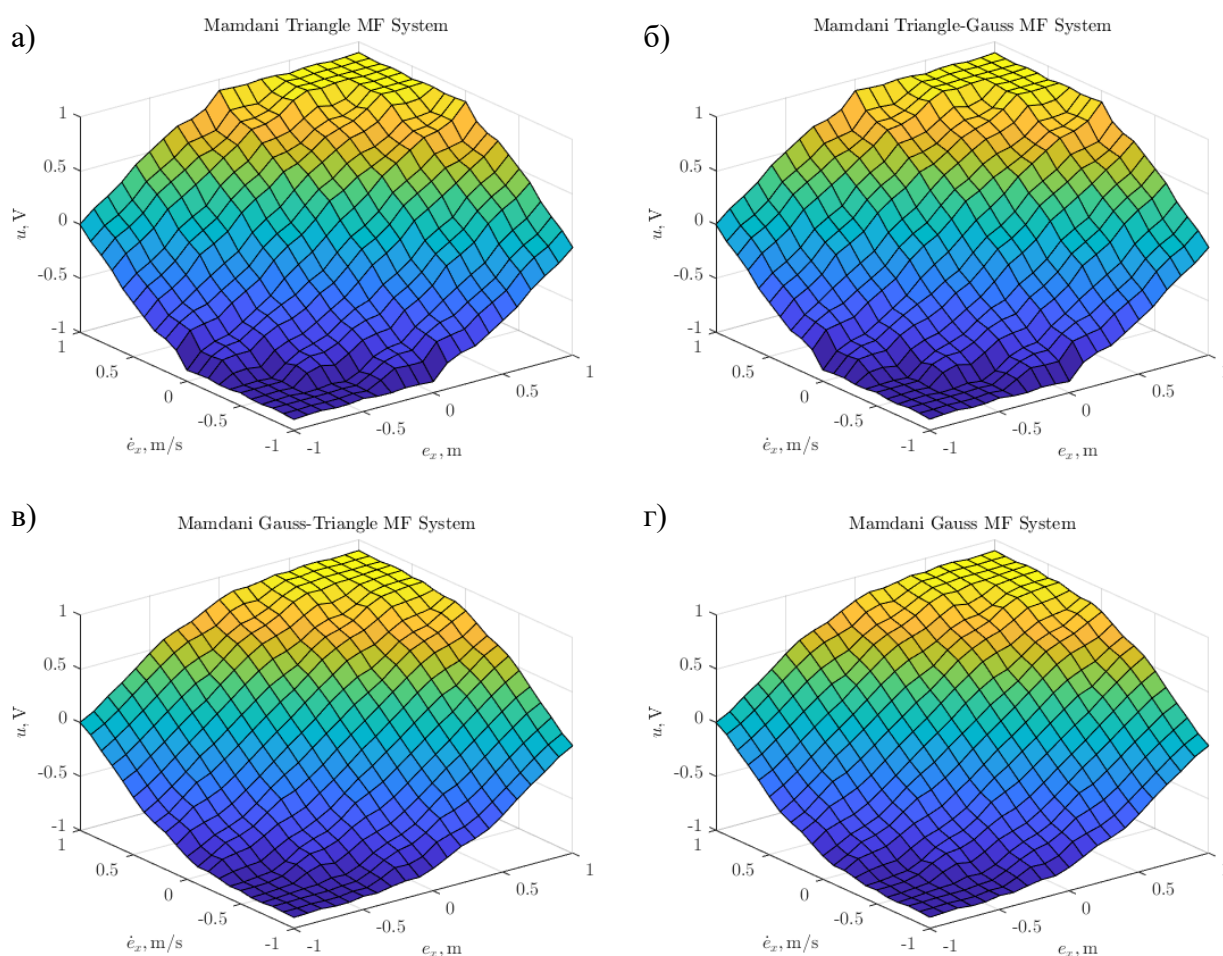 а)
Mamdani Triangle MF System
1
0.5
0
-0.5
-1
u, V
1
0.5
0
-0.5
-1
ė_x, m/s
-1
-0.5
0
0.5
1
e_x, m
б)
Mamdani Triangle-Gauss MF System
1
0.5
0
-0.5
-1
u, V
1
0.5
0
-0.5
-1
ė_x, m/s
-1
-0.5
0
0.5
e_x, m
в)
Mamdani Gauss-Triangle MF System
1
0.5
0
-0.5
-1
u, V
1
0.5
0
-0.5
-1
ė_x, m/s
-1
-0.5
0
0.5
1
e_x, m
г)
Mamdani Gauss MF System
1
0.5
0
-0.5
-1
u, V
1
0.5
0
-0.5
-1
ė_x, m/s
-1
-0.5
0
0.5
e_x, m